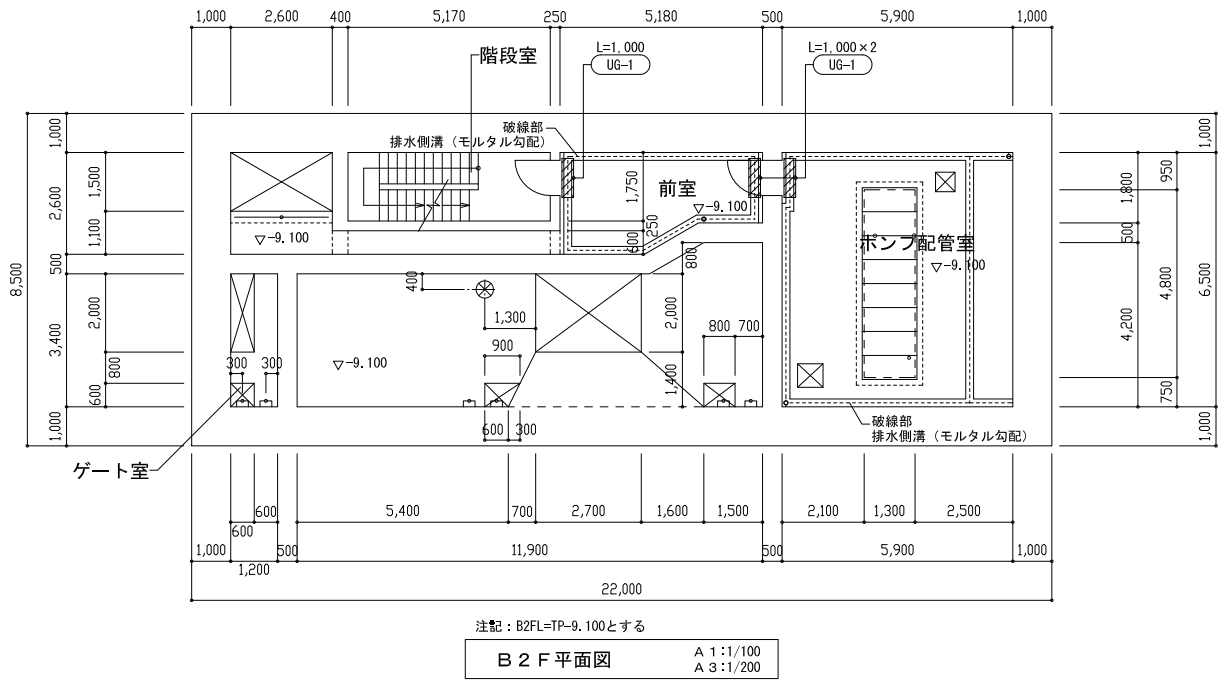 1,000 2,600 400 5,170 250 5,180 500 5,900 1,000
階段室
L=1,000
UG-1
L=1,000×2
UG-1
破線部
排水側溝（モルタル勾配）
前室
▽-9.100
ポンプ配管室
▽-9.100
▽-9.100
▽-9.100
8,500
1,000
2,600
500
3,400
1,000
1,500
1,100
2,000
800
600
300
300
400
1,300
900
600
300
1,750
250
600
800
2,000
1,400
800
700
1,000
950
1,800
500
4,800
4,200
6,500
750
1,000
破線部
排水側溝（モルタル勾配）
ゲート室
600
600
5,400 700 2,700 1,600 1,500 2,100 1,300 2,500
1,000 1,200 500 11,900 500 5,900 1,000
22,000
注記：B2FL=TP-9.100とする
B2F平面図
A1:1/100
A3:1/200